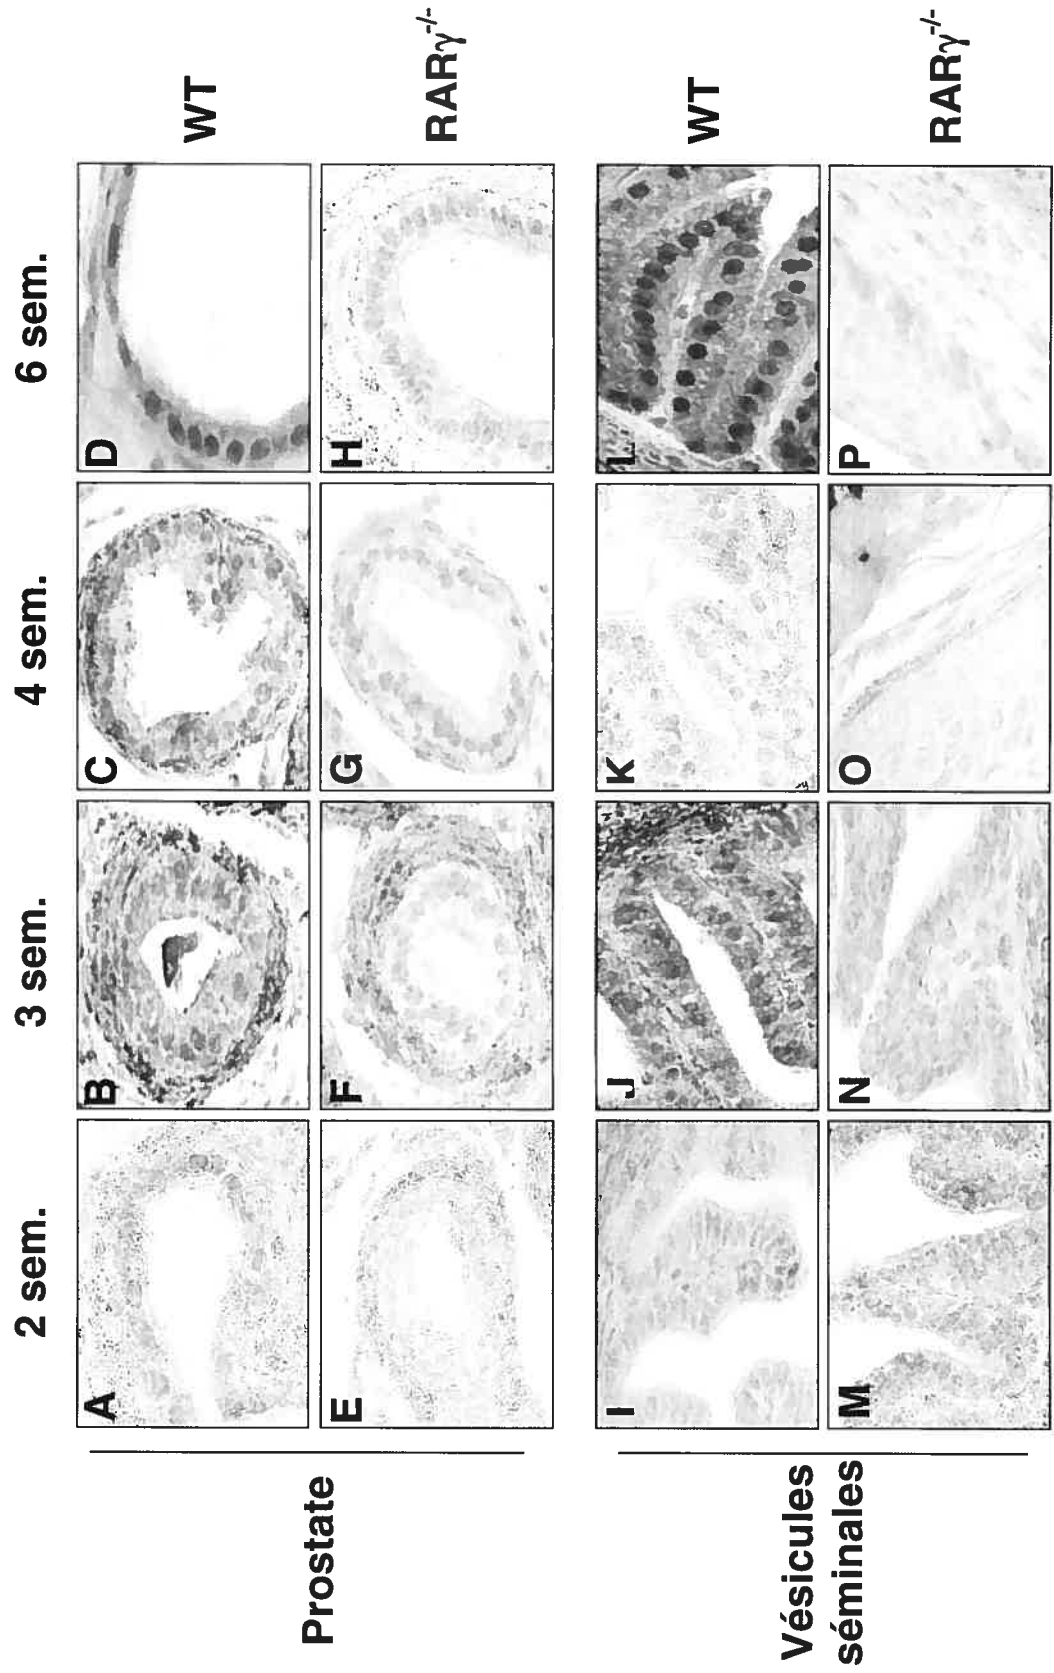 2 sem.
3 sem.
4 sem.
6 sem.
Prostate
A
B
C
D
WT
E
F
G
H
RARγ-/-
Vésicules
séminales
I
J
K
L
WT
M
N
O
P
RARγ-/-